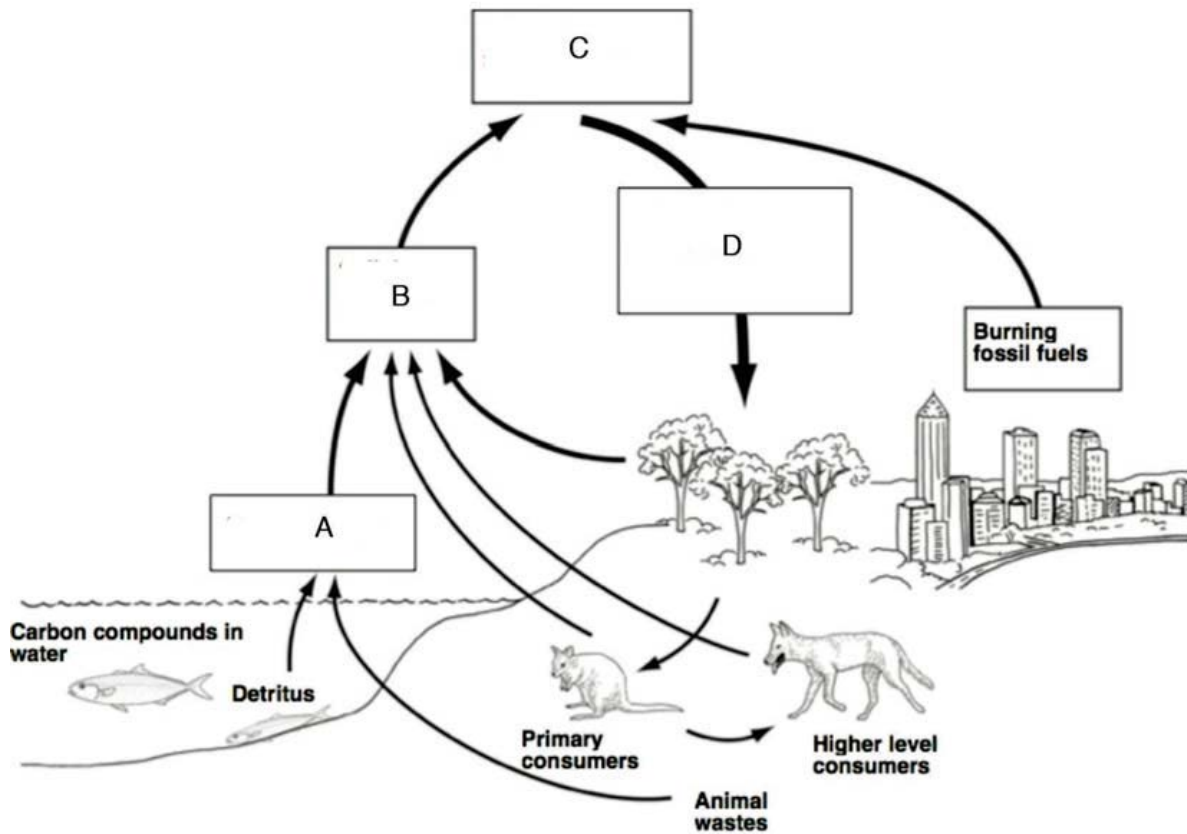 C
D
B
Burning
fossil fuels
A
Carbon compounds in
water
Detritus
Primary
consumers
Higher level
consumers
Animal
wastes